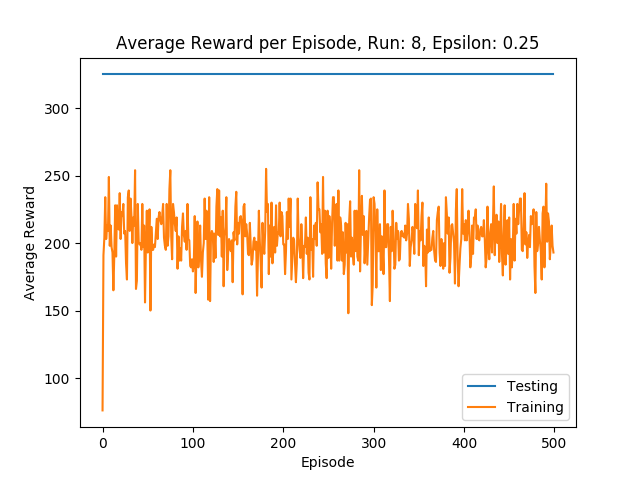 Average Reward per Episode, Run: 8, Epsilon: 0.25
Average Reward
300
250
200
150
100
Testing
Training
0
100
200
300
400
500
Episode